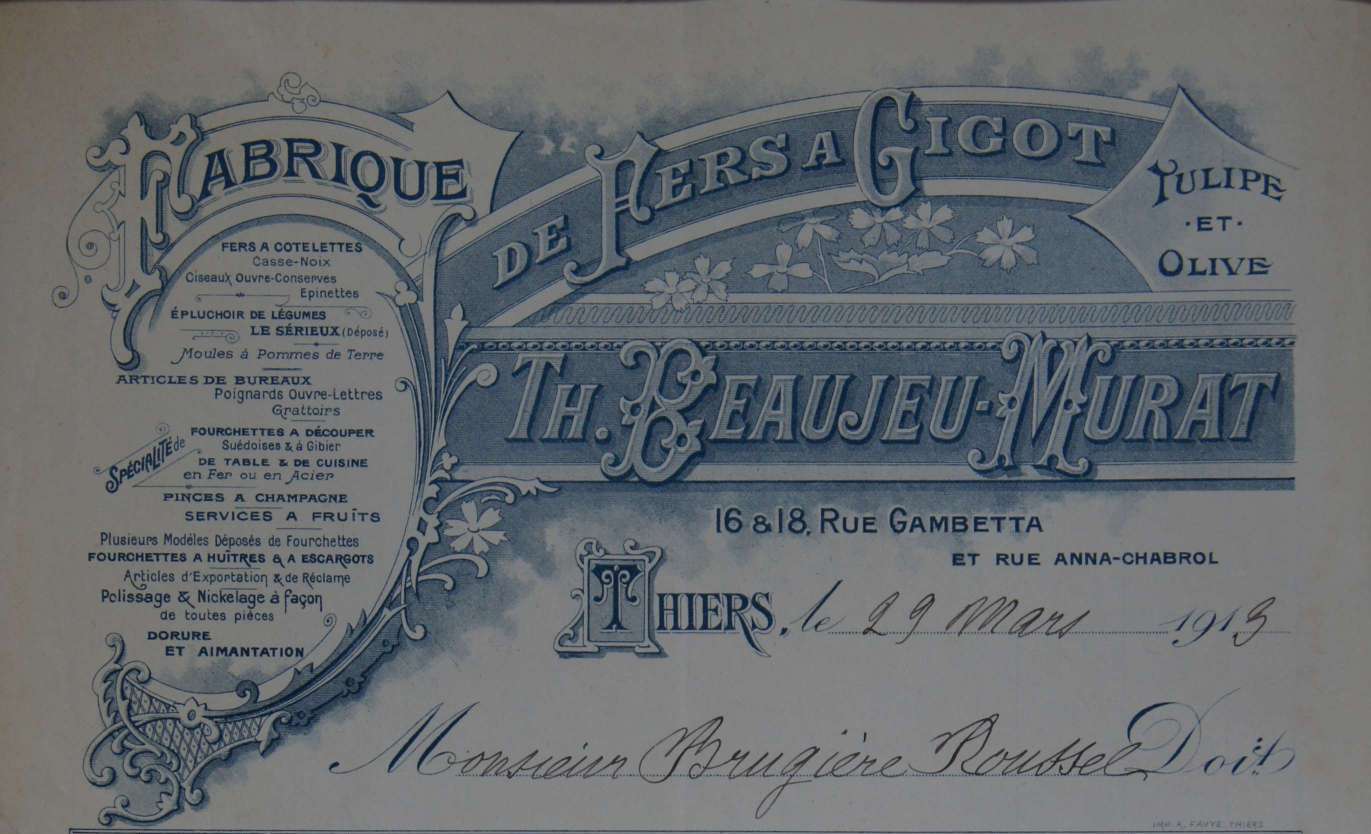 FABRIQUE
DE FERS A GIGOT
TULIPE
·ET·
OLIVE
FERS A COTELETTES
Casse-Noix
Ciseaux Ouvre-Conserves
Epinettes
ÉPLUCHOIR DE LÉGUMES
LE SÉRIEUX (Déposé)
Moules à Pommes de Terre
ARTICLES DE BUREAUX
Poignards Ouvre-Lettres
Grattoirs
SPÉCIALITÉ de
FOURCHETTES A DÉCOUPER
Suédoises & à Gibier
DE TABLE & DE CUISINE
en Fer ou en Acier
PINCES A CHAMPAGNE
SERVICES A FRUITS
Plusieurs Modèles Déposés de Fourchettes
FOURCHETTES A HUÎTRES & A ESCARGOTS
Articles d'Exportation & de Réclame
Polissage & Nickelage à façon
de toutes pièces
DORURE
ET AIMANTATION
TH. BEAUJEU-MURAT
16 & 18, RUE GAMBETTA
ET RUE ANNA-CHABROL
THIERS, le 29 Mars 1913
Monsieur Brugière Roussel Doit
IMP. A. FAVYE THIERS